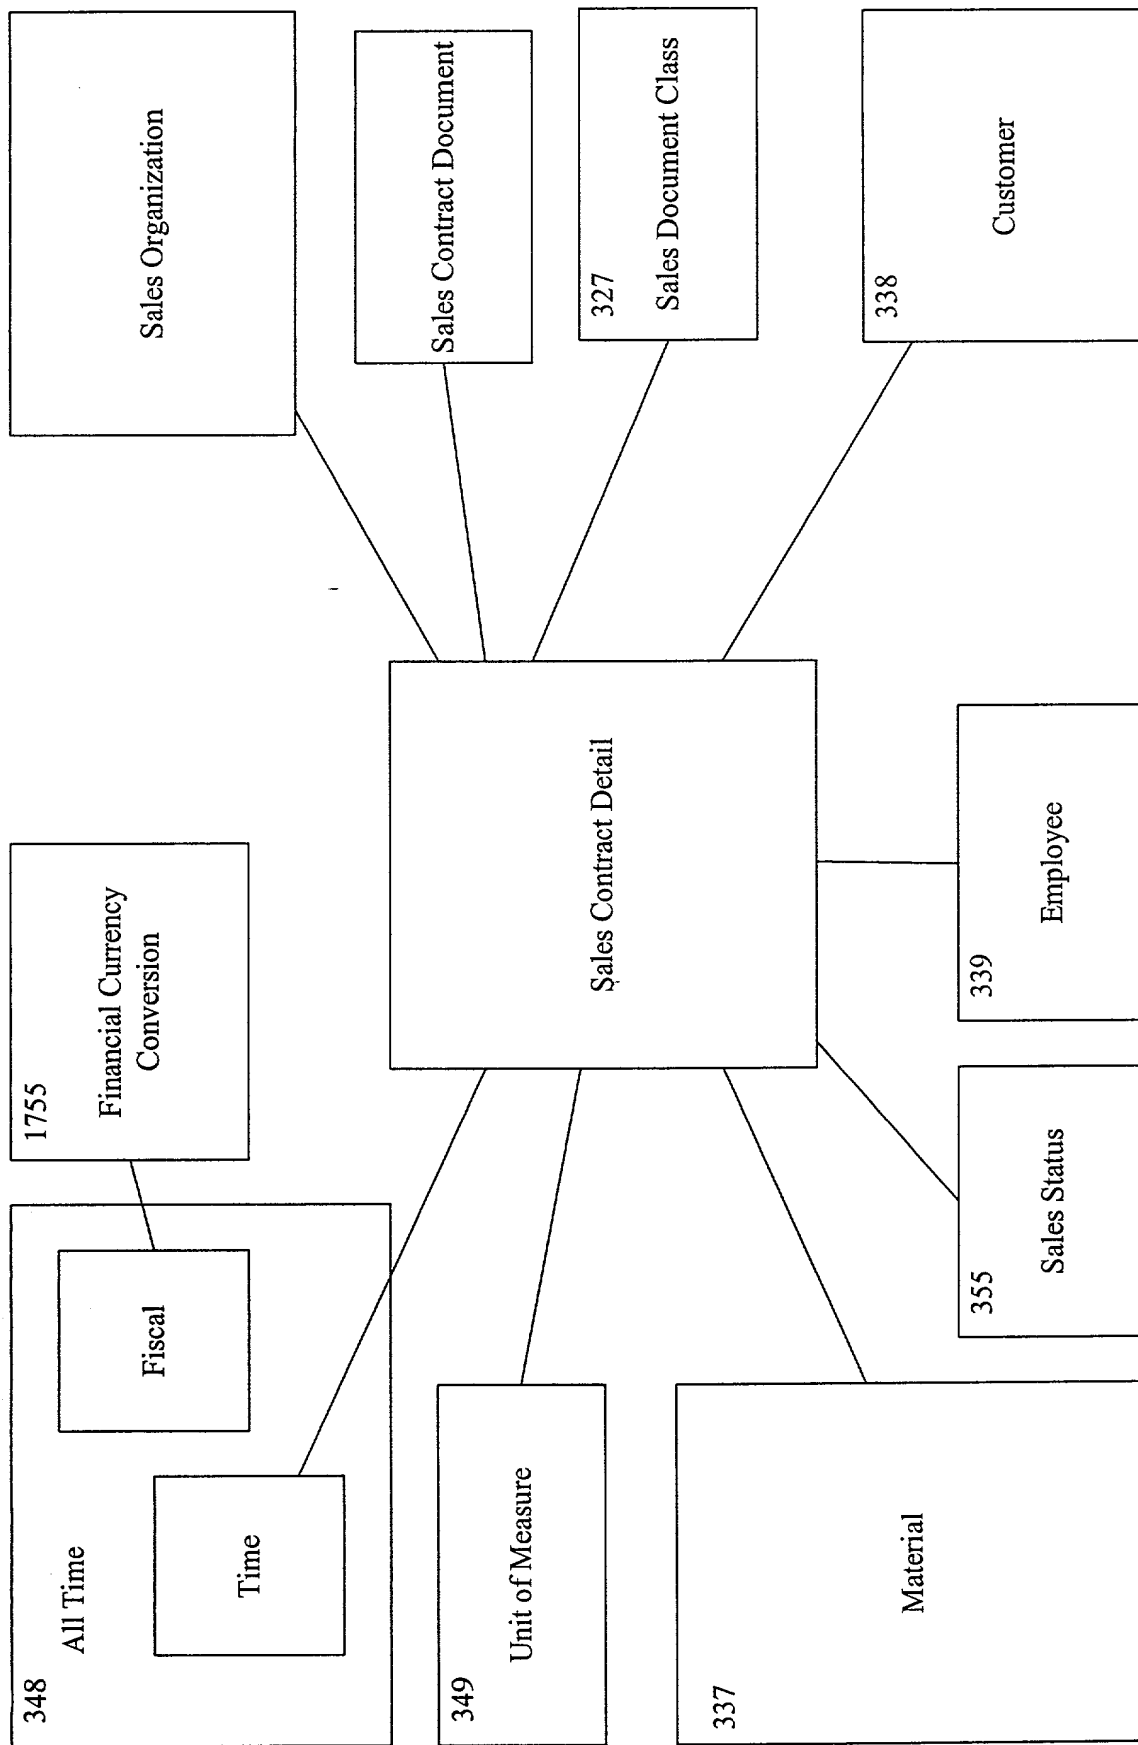 348
All Time
Time
Fiscal
1755
Financial Currency
Conversion
Sales Organization
349
Unit of Measure
Sales Contract Detail
Sales Contract Document
327
Sales Document Class
337
Material
355
Sales Status
339
Employee
338
Customer